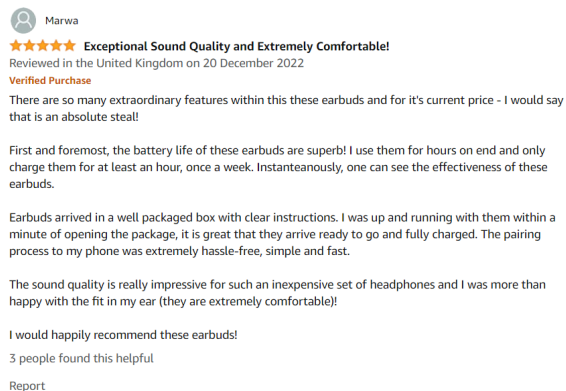 Marwa
Exceptional Sound Quality and Extremely Comfortable!
Reviewed in the United Kingdom on 20 December 2022
Verified Purchase
There are so many extraordinary features within this these earbuds and for it's current price - I would say
that is an absolute steal!
First and foremost, the battery life of these earbuds are superb! I use them for hours on end and only
charge them for at least an hour, once a week. Instanteanously, one can see the effectiveness of these
earbuds.
Earbuds arrived in a well packaged box with clear instructions. I was up and running with them within a
minute of opening the package, it is great that they arrive ready to go and fully charged. The pairing
process to my phone was extremely hassle-free, simple and fast.
The sound quality is really impressive for such an inexpensive set of headphones and I was more than
happy with the fit in my ear (they are extremely comfortable)!
I would happily recommend these earbuds!
3 people found this helpful
Report